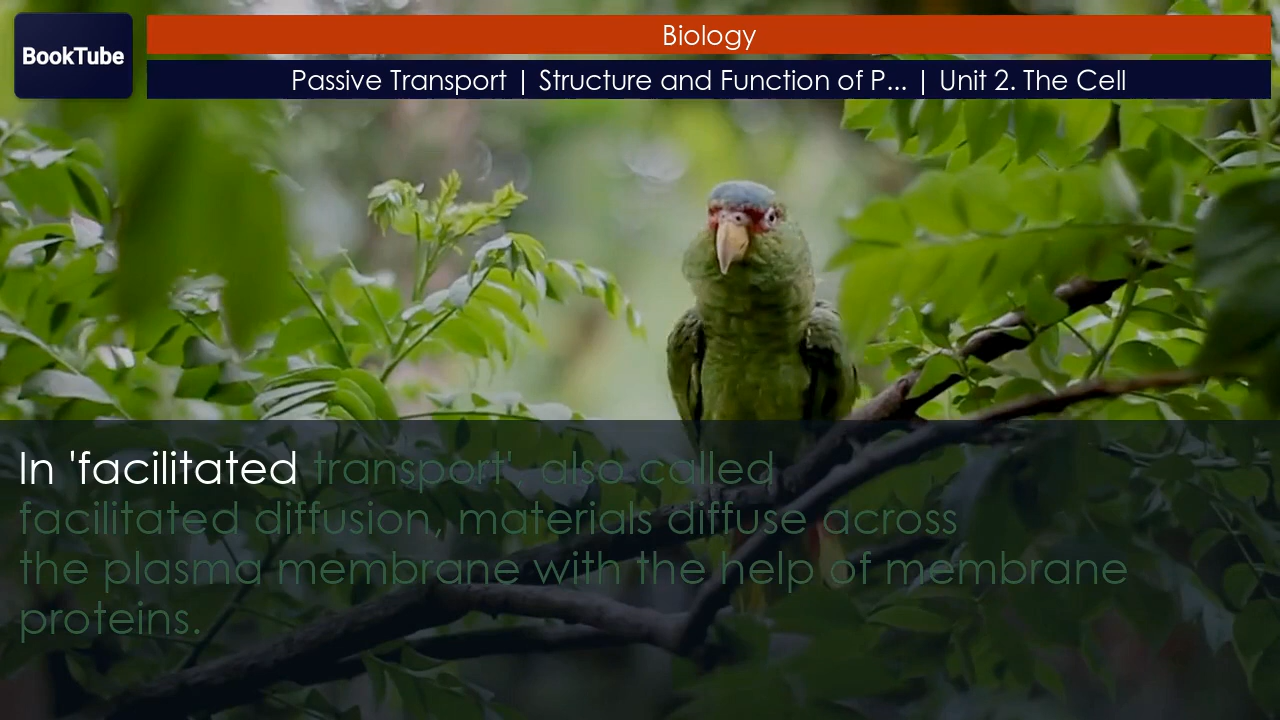 BookTube
Biology
Passive Transport | Structure and Function of P... | Unit 2. The Cell
In 'facilitated transport', also called
facilitated diffusion, materials diffuse across
the plasma membrane with the help of membrane
proteins.